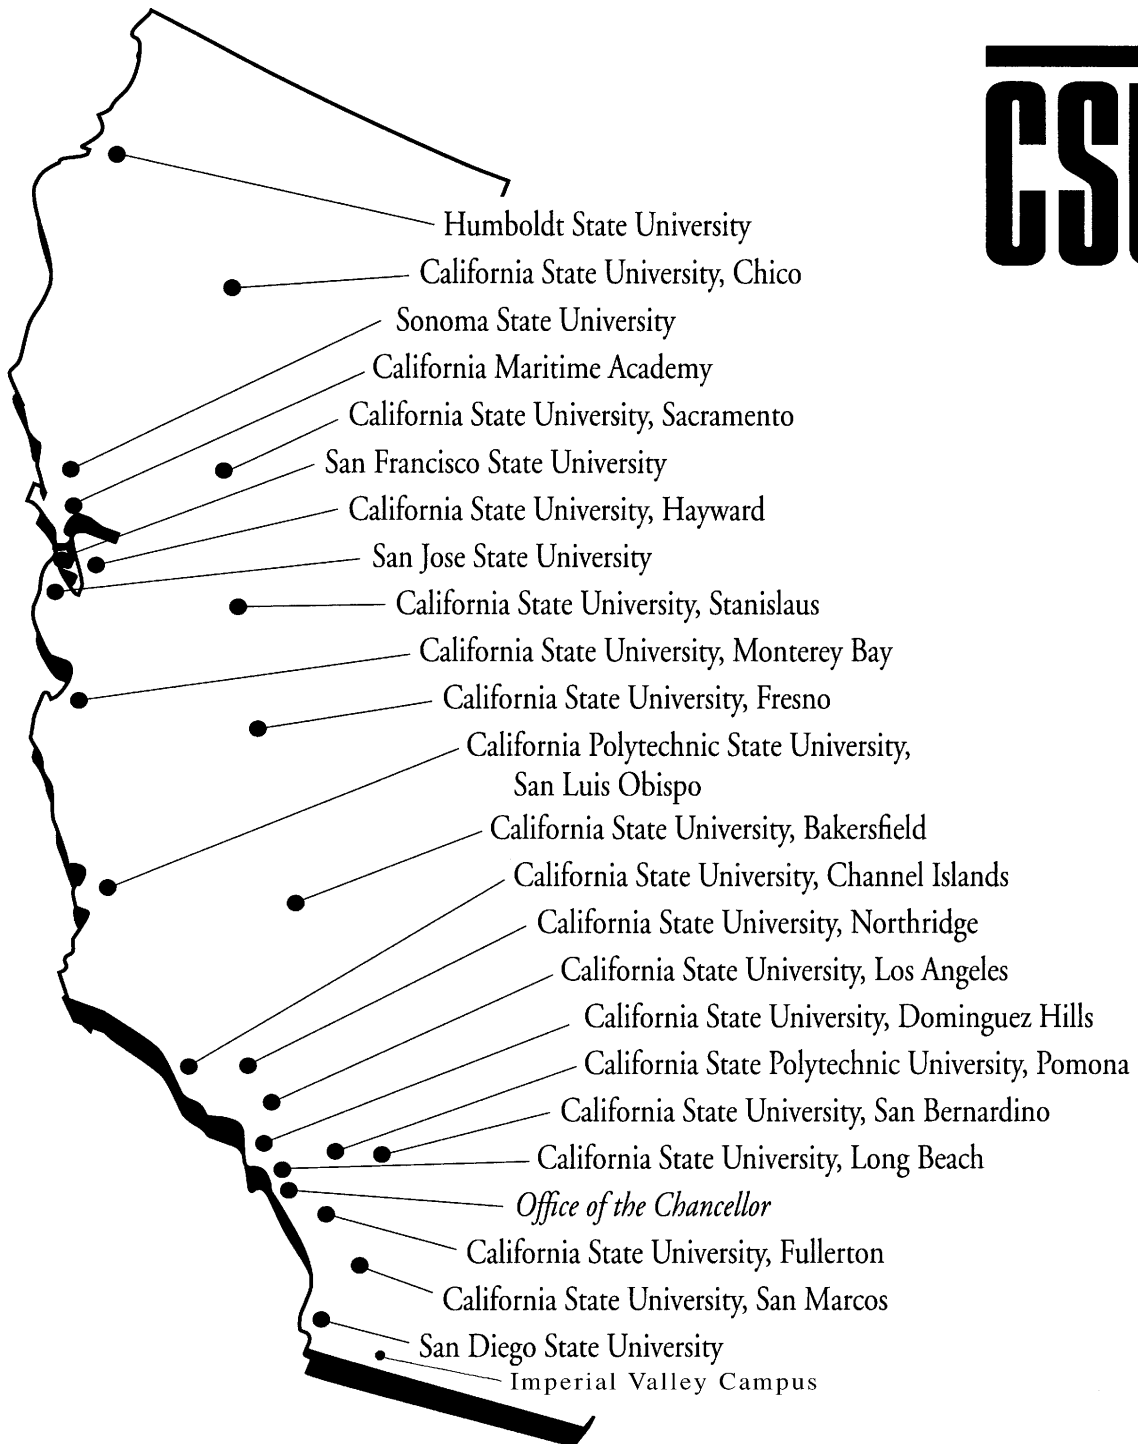 CSU
Humboldt State University
California State University, Chico
Sonoma State University
California Maritime Academy
California State University, Sacramento
San Francisco State University
California State University, Hayward
San Jose State University
California State University, Stanislaus
California State University, Monterey Bay
California State University, Fresno
California Polytechnic State University,
San Luis Obispo
California State University, Bakersfield
California State University, Channel Islands
California State University, Northridge
California State University, Los Angeles
California State University, Dominguez Hills
California State Polytechnic University, Pomona
California State University, San Bernardino
California State University, Long Beach
Office of the Chancellor
California State University, Fullerton
California State University, San Marcos
San Diego State University
Imperial Valley Campus